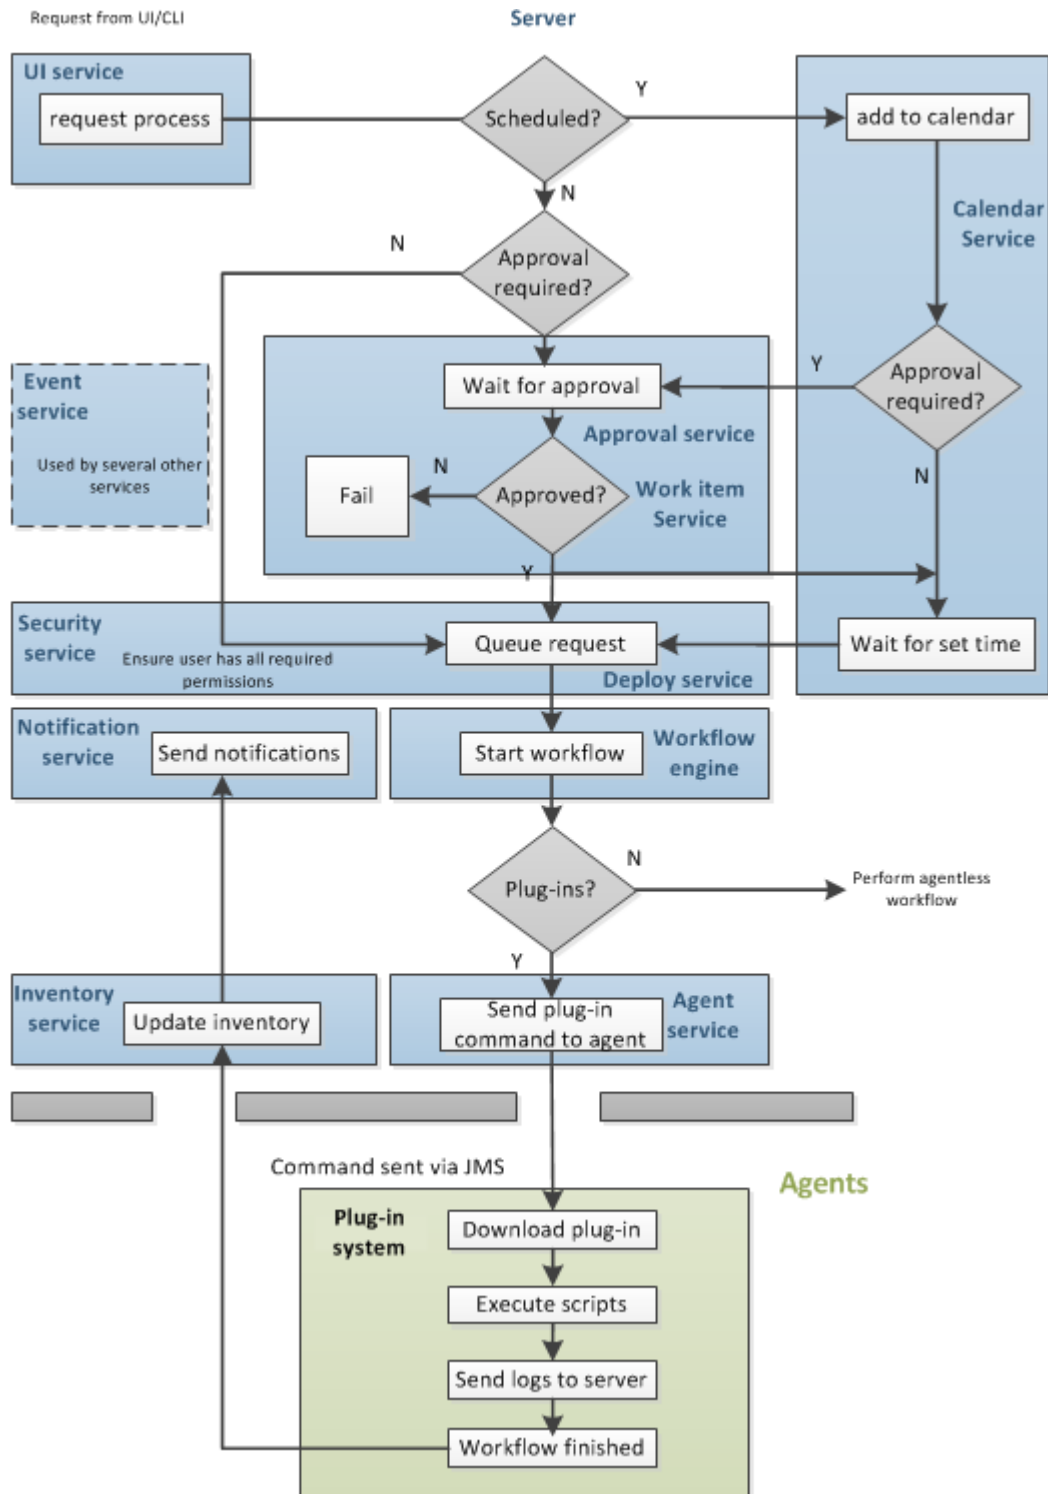 Request from UI/CLI
Server
UI service
request process
Scheduled?
Y
add to calendar
N
Calendar
Service
N
Approval
required?
Event
service
Used by several other
services
Wait for approval
Y
Approval
required?
Approval service
Fail
N
Approved?
Work item
Service
N
Y
Security
service
Ensure user has all required
permissions
Queue request
Deploy service
Wait for set time
Notification
service
Send notifications
Start workflow
Workflow
engine
Plug-ins?
N
Perform agentless
workflow
Y
Inventory
service
Update inventory
Send plug-in
command to agent
Agent
service
Command sent via JMS
Agents
Plug-in
system
Download plug-in
Execute scripts
Send logs to server
Workflow finished